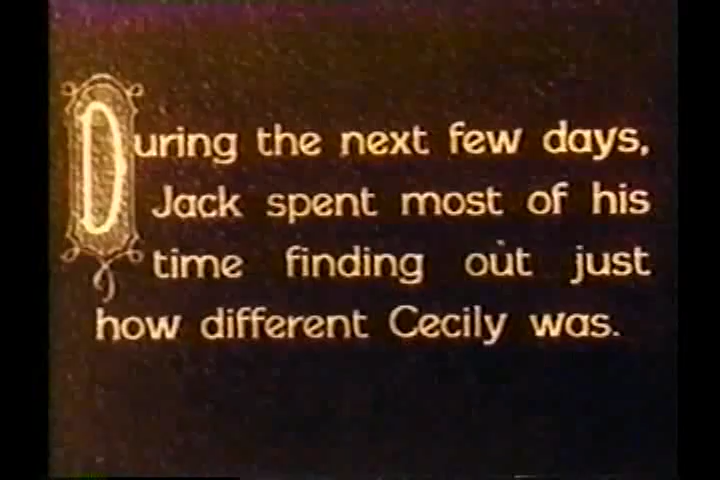 During the next few days,
Jack spent most of his
time finding out just
how different Cecily was.